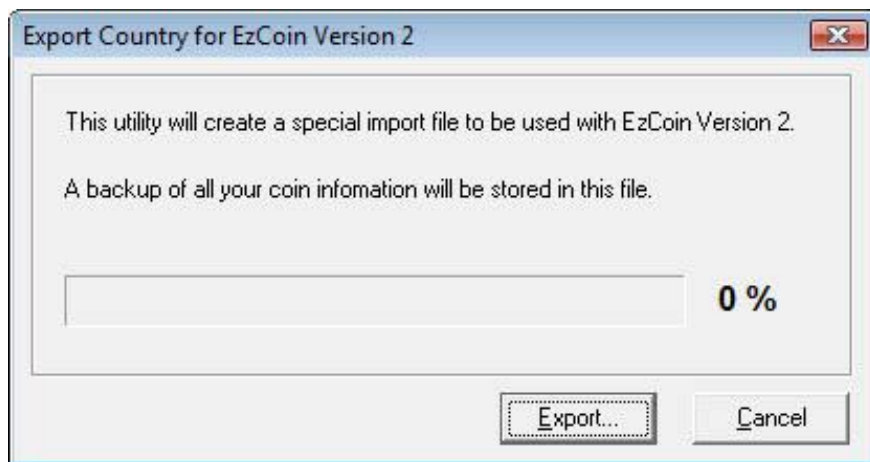 Export Country for EzCoin Version 2
This utility will create a special import file to be used with EzCoin Version 2.
A backup of all your coin infomation will be stored in this file.
0 %
Export...
Cancel